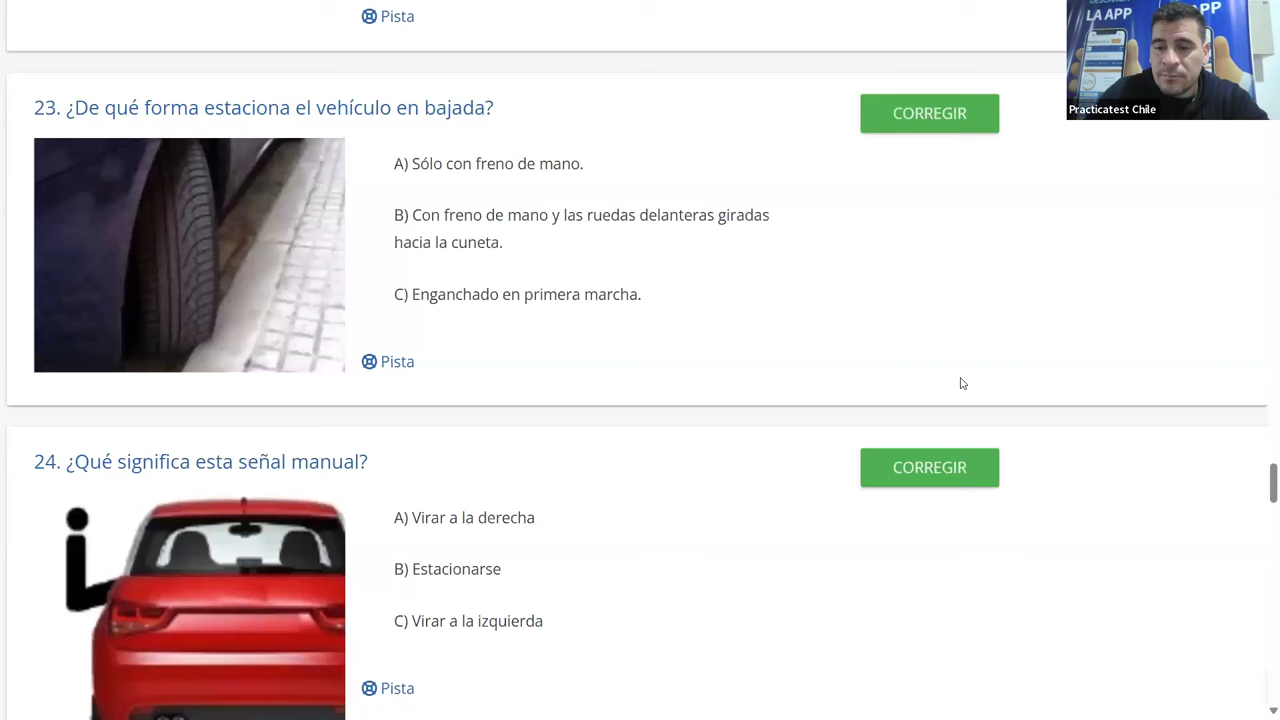 Pista
LA APP
APP
Practicatest Chile
23. ¿De qué forma estaciona el vehículo en bajada?
CORREGIR
A) Sólo con freno de mano.
B) Con freno de mano y las ruedas delanteras giradas
hacia la cuneta.
C) Enganchado en primera marcha.
Pista
24. ¿Qué significa esta señal manual?
CORREGIR
A) Virar a la derecha
B) Estacionarse
C) Virar a la izquierda
Pista